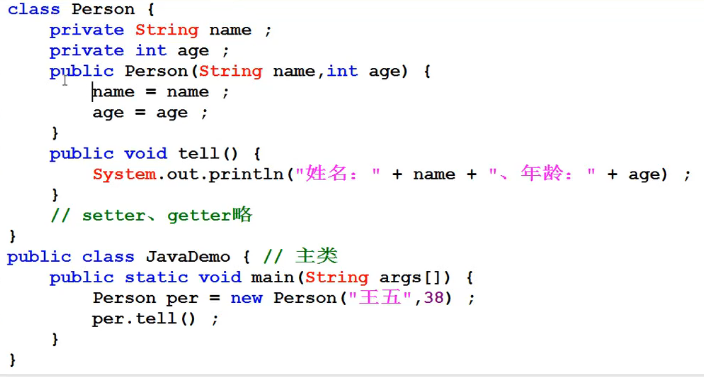 class Person {
    private String name ;
    private int age ;
    public Person(String name,int age) {
        name = name ;
        age = age ;
    }
    public void tell() {
        System.out.println("姓名：" + name + "、年龄：" + age) ;
    }
    // setter、getter略
}
public class JavaDemo { // 主类
    public static void main(String args[]) {
        Person per = new Person("王五",38) ;
        per.tell() ;
    }
}